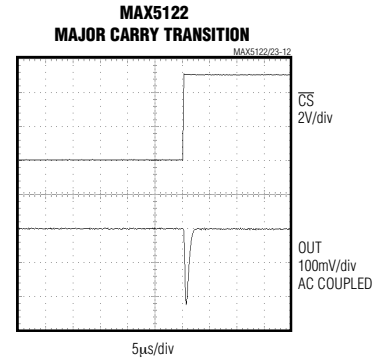 MAX5122
MAJOR CARRY TRANSITION
MAX5122/23-12
CS
2V/div
OUT
100mV/div
AC COUPLED
5µs/div